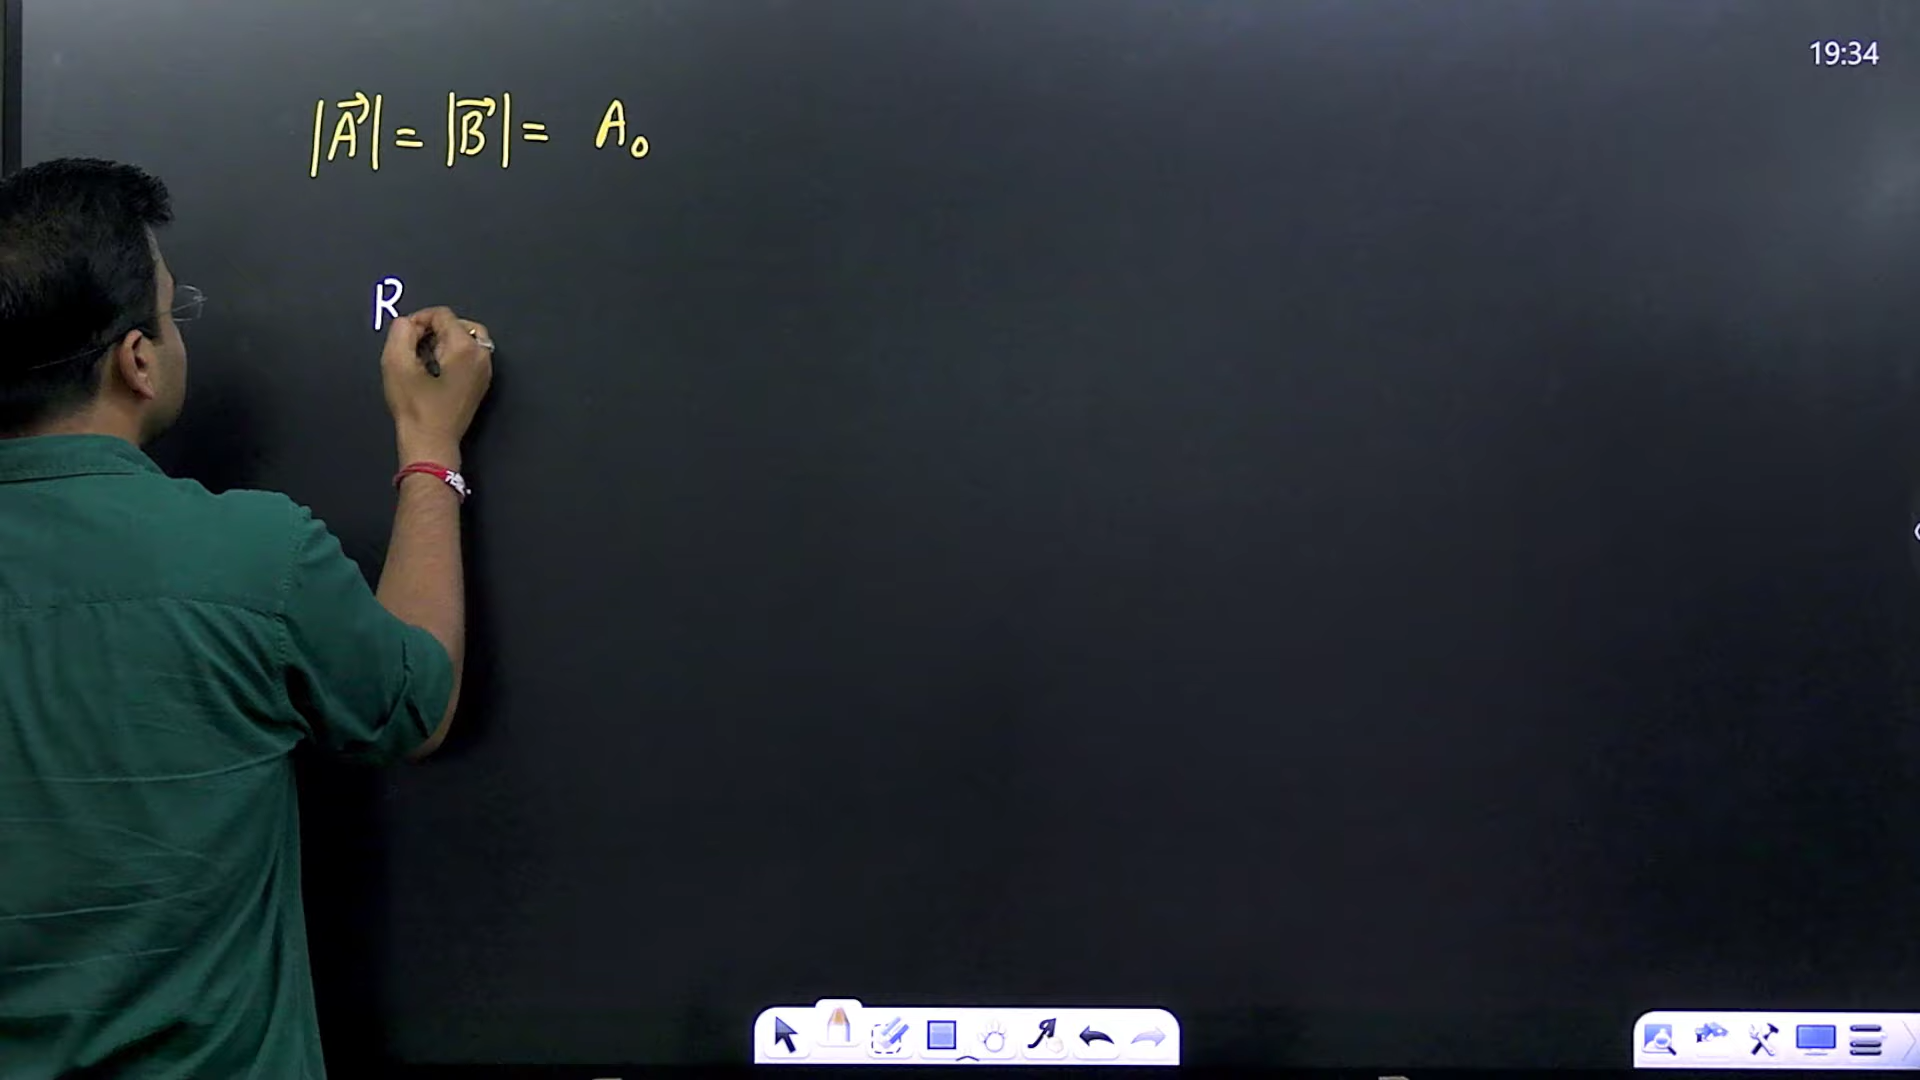 19:34
|A⃗| = |B⃗| = A₀
R